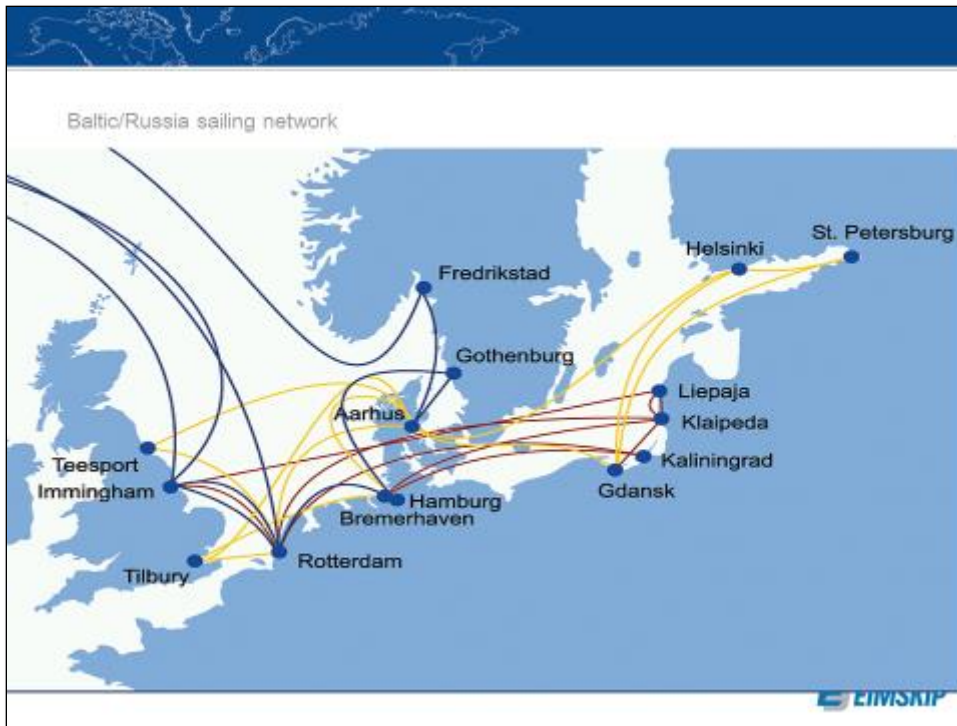 Baltic/Russia sailing network
St. Petersburg
Helsinki
Fredrikstad
Gothenburg
Liepaja
Aarhus
Klaipeda
Kaliningrad
Teesport
Immingham
Gdansk
Hamburg
Bremerhaven
Rotterdam
Tilbury
EIMSKIP